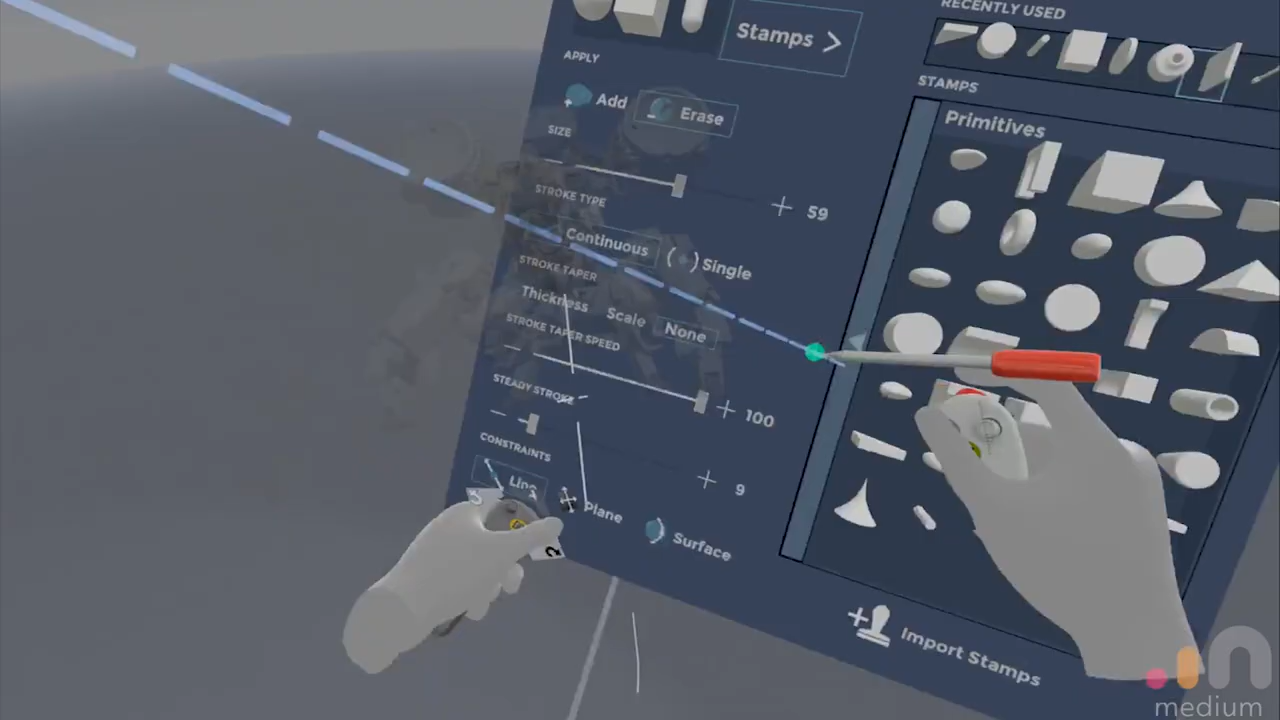 RECENTLY USED
Stamps >
APPLY
STAMPS
Add
Erase
Primitives
SIZE
59
STROKE TYPE
Continuous
Single
STROKE TAPER
Thickness
Scale
None
STROKE TAPER SPEED
100
STEADY STROKE
9
CONSTRAINTS
Line
Plane
Surface
2
Import Stamps
medium